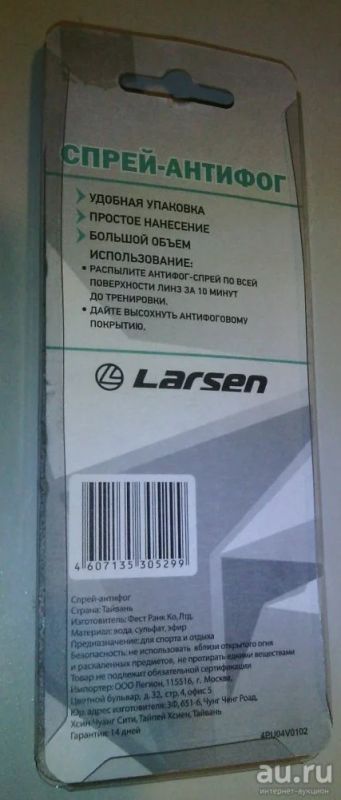 СПРЕЙ-АНТИФОГ
УДОБНАЯ УПАКОВКА
ПРОСТОЕ НАНЕСЕНИЕ
БОЛЬШОЙ ОБЪЕМ
ИСПОЛЬЗОВАНИЕ:
• РАСПЫЛИТЕ АНТИФОГ-СПРЕЙ ПО ВСЕЙ
ПОВЕРХНОСТИ ЛИНЗ ЗА 10 МИНУТ
ДО ТРЕНИРОВКИ.
• ДАЙТЕ ВЫСОХНУТЬ АНТИФОГОВОМУ
ПОКРЫТИЮ.
Larsen
4 607135 305299
Спрей-антифог
Страна: Тайвань
Изготовитель: Фест Рэнк Ко, Лтд.
Материал: вода, сульфат, эфир
Предназначение: для спорта и отдыха
Безопасность: не использовать вблизи открытого огня
и раскаленных предметов, не протирать едкими веществами
Товар не подлежит обязательной сертификации
Импортер: ООО Легион, 115516, г. Москва,
Цветной бульвар, д. 32, стр. 4, офис 5
Юр. адрес изготовителя: 3Ф, 651-6, Чунг Ченг Роад,
Хсин Чуанг Сити, Тайпей Хсиен, Тайвань
Гарантия: 14 дней
4PU04V0102
au.ru
интернет-аукцион